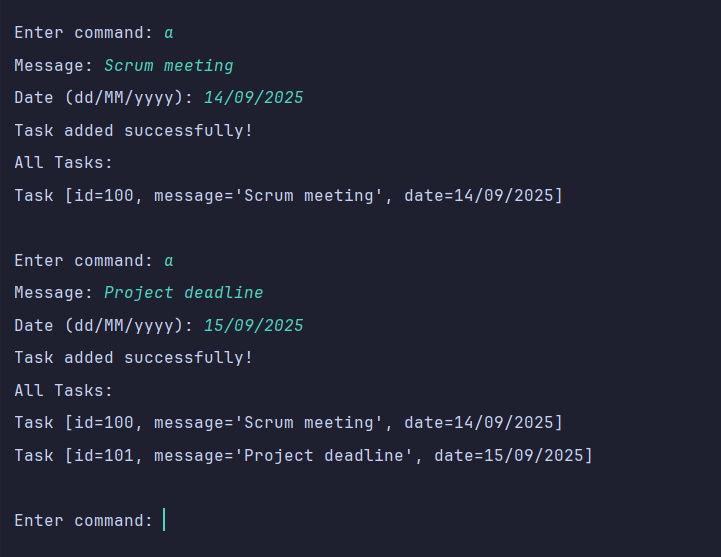 Enter command: a
Message: Scrum meeting
Date (dd/MM/yyyy): 14/09/2025
Task added successfully!
All Tasks:
Task [id=100, message='Scrum meeting', date=14/09/2025]
Enter command: a
Message: Project deadline
Date (dd/MM/yyyy): 15/09/2025
Task added successfully!
All Tasks:
Task [id=100, message='Scrum meeting', date=14/09/2025]
Task [id=101, message='Project deadline', date=15/09/2025]
Enter command: